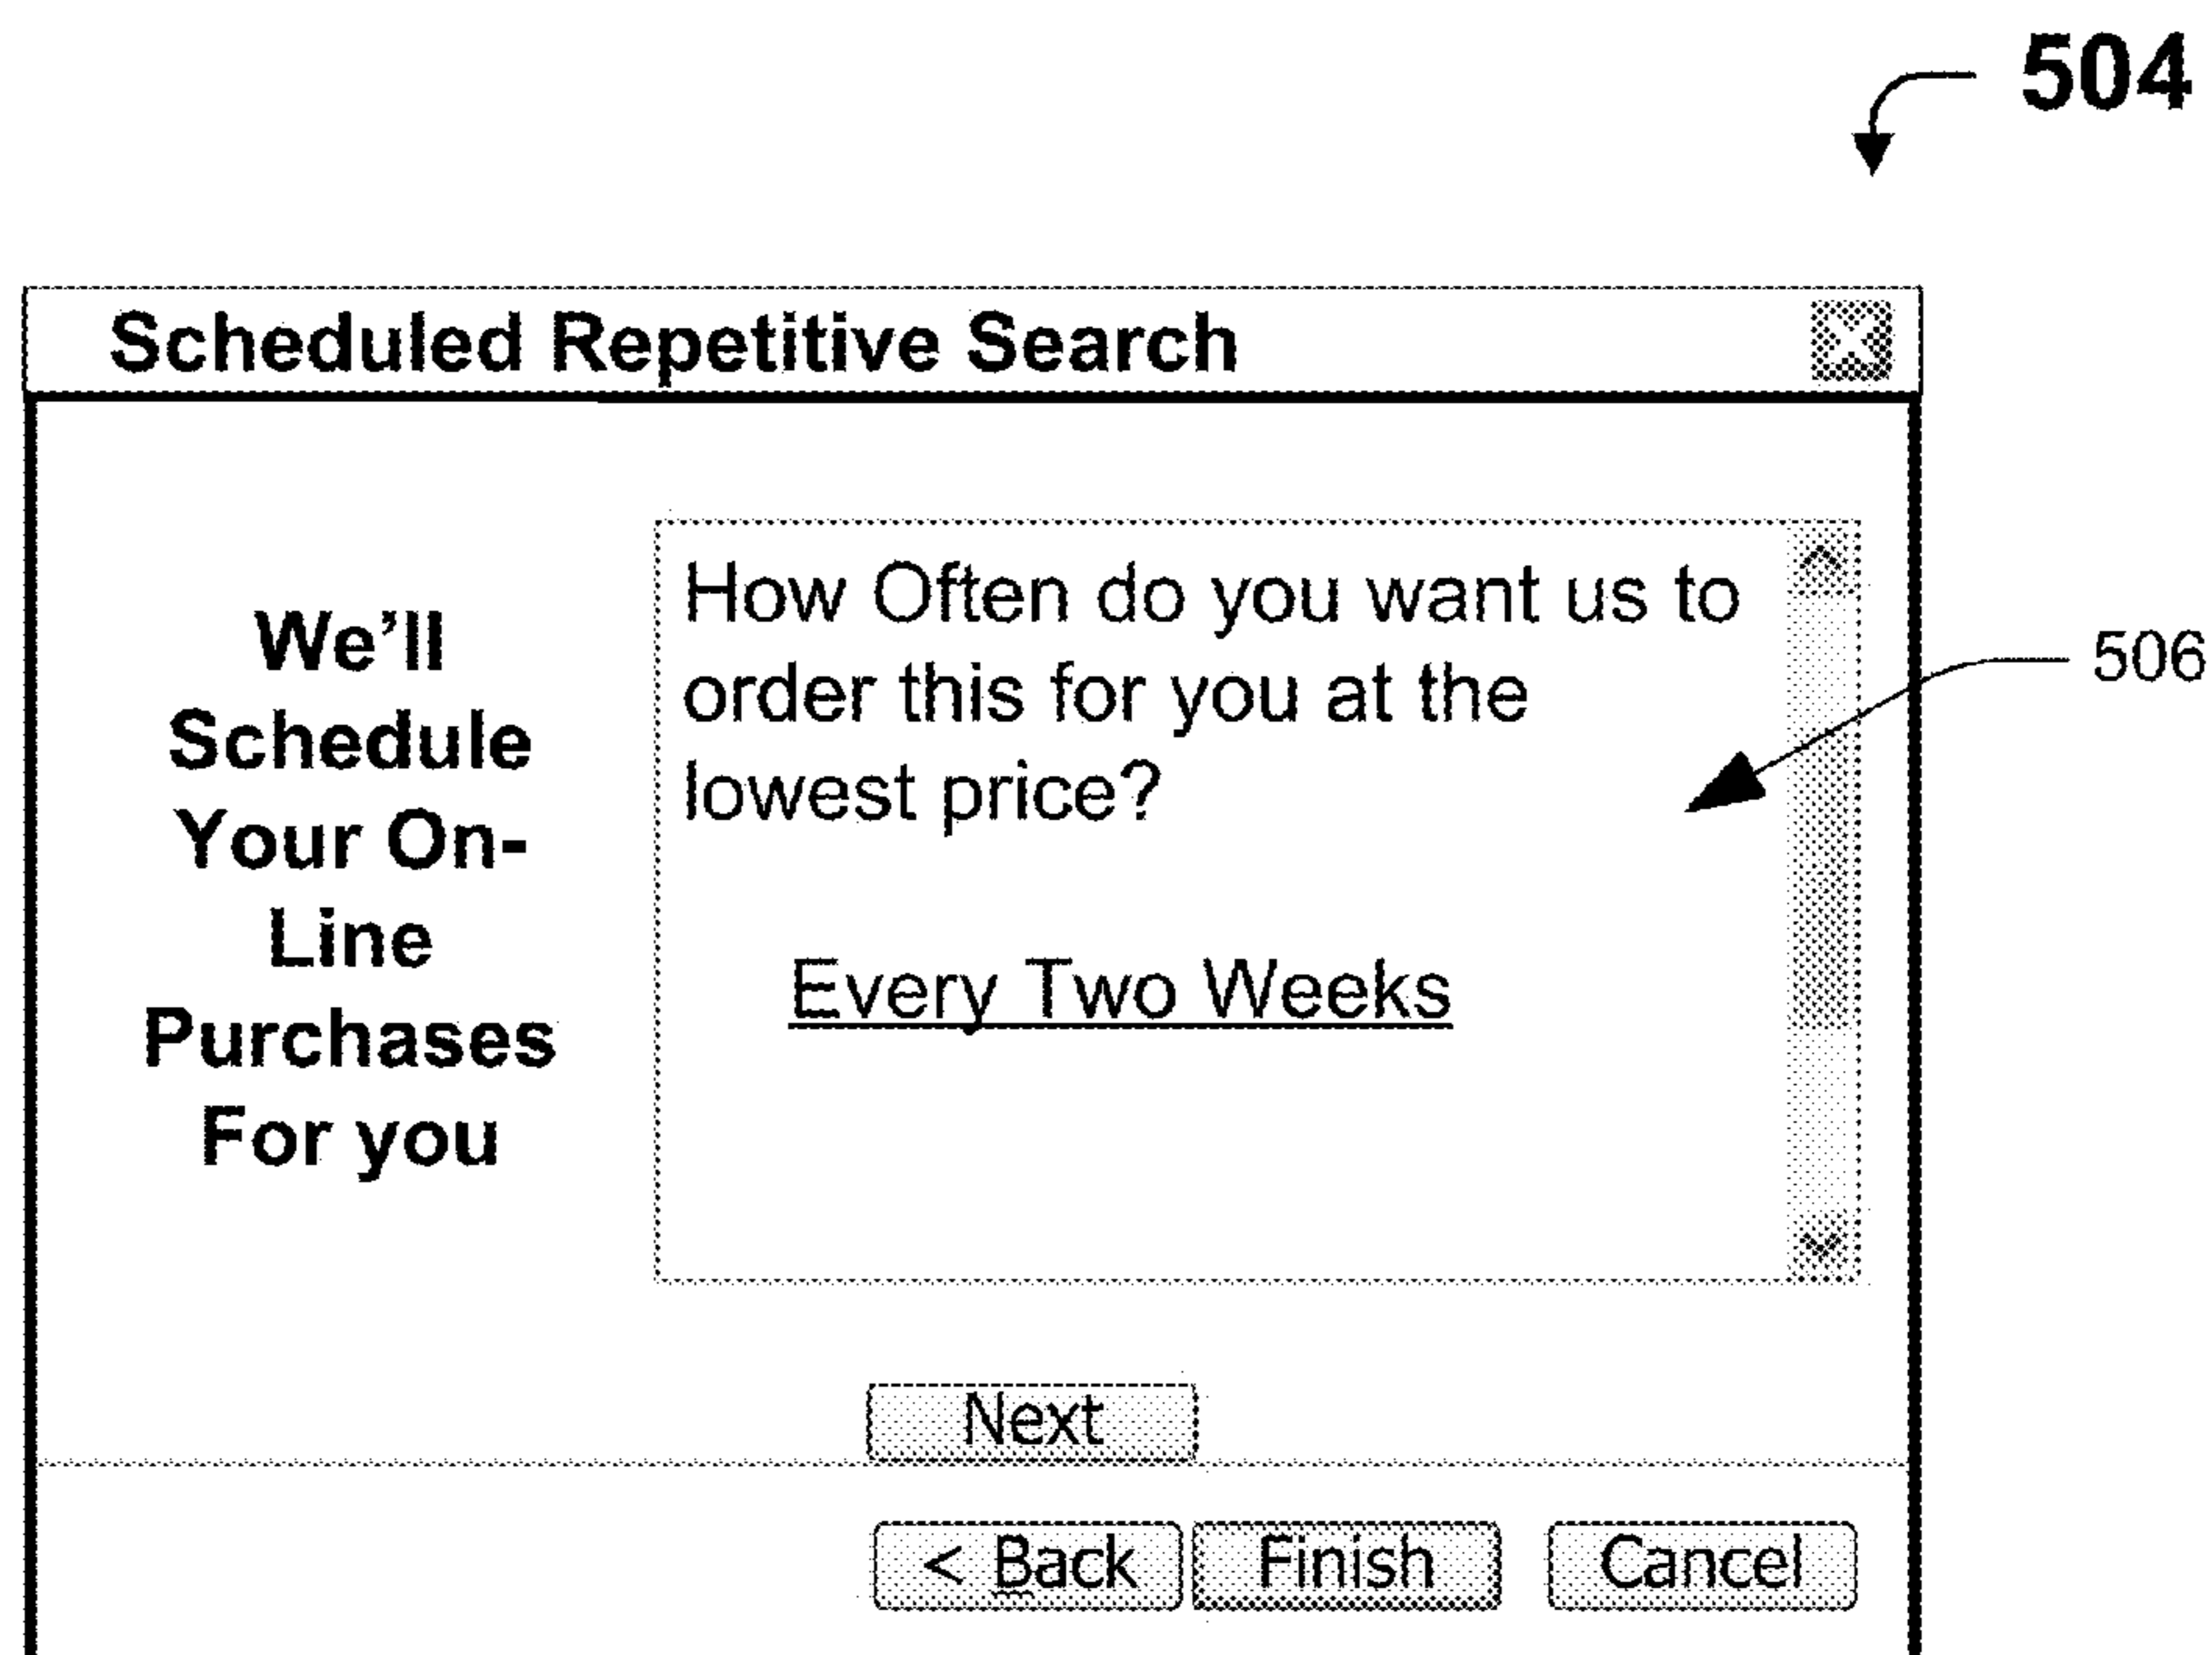 504
Scheduled Repetitive Search
We'll
Schedule
Your On-
Line
Purchases
For you
How Often do you want us to
order this for you at the
lowest price?
Every Two Weeks
506
Next
< Back
Finish
Cancel